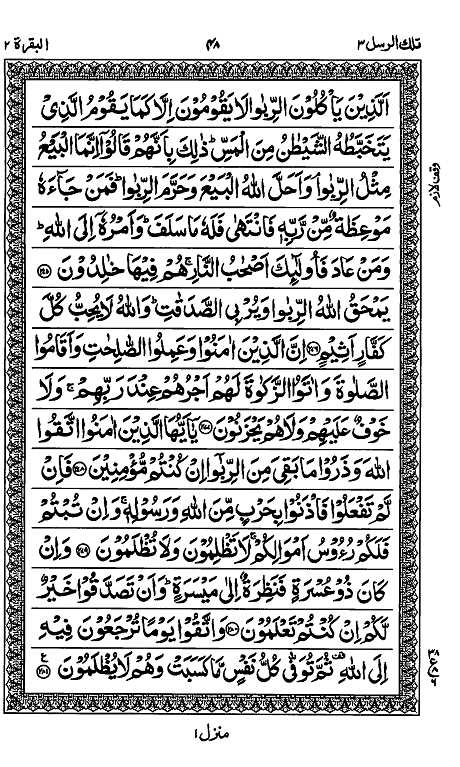 تلك الرسل ٣ ٤٨ البقرة ٢
اَلَّذِيْنَ يَاْكُلُوْنَ الرِّبٰوا لَا يَقُوْمُوْنَ اِلَّا كَمَا يَقُوْمُ الَّذِيْ
يَتَخَبَّطُهُ الشَّيْطٰنُ مِنَ الْمَسِّ ؕ ذٰلِكَ بِاَنَّهُمْ قَالُوْۤا اِنَّمَا الْبَيْعُ
مِثْلُ الرِّبٰوا ۘ وَاَحَلَّ اللّٰهُ الْبَيْعَ وَحَرَّمَ الرِّبٰوا ؕ فَمَنْ جَآءَهٗ
وقف لازم
مَوْعِظَةٌ مِّنْ رَّبِّهٖ فَانْتَهٰى فَلَهٗ مَا سَلَفَ ؕ وَاَمْرُهٗۤ اِلَى اللّٰهِ ؕ
وَمَنْ عَادَ فَاُولٰٓئِكَ اَصْحٰبُ النَّارِ ۚ هُمْ فِيْهَا خٰلِدُوْنَ ﴿٢٧٥﴾
يَمْحَقُ اللّٰهُ الرِّبٰوا وَيُرْبِي الصَّدَقٰتِ ؕ وَاللّٰهُ لَا يُحِبُّ كُلَّ
كَفَّارٍ اَثِيْمٍ ﴿٢٧٦﴾ اِنَّ الَّذِيْنَ اٰمَنُوْا وَعَمِلُوا الصّٰلِحٰتِ وَاَقَامُوا
الصَّلٰوةَ وَاٰتَوُا الزَّكٰوةَ لَهُمْ اَجْرُهُمْ عِنْدَ رَبِّهِمْ ۚ وَلَا
خَوْفٌ عَلَيْهِمْ وَلَا هُمْ يَحْزَنُوْنَ ﴿٢٧٧﴾ يٰۤاَيُّهَا الَّذِيْنَ اٰمَنُوا اتَّقُوا
اللّٰهَ وَذَرُوْا مَا بَقِيَ مِنَ الرِّبٰۤوا اِنْ كُنْتُمْ مُّؤْمِنِيْنَ ﴿٢٧٨﴾ فَاِنْ
لَّمْ تَفْعَلُوْا فَاْذَنُوْا بِحَرْبٍ مِّنَ اللّٰهِ وَرَسُوْلِهٖ ۚ وَاِنْ تُبْتُمْ
فَلَكُمْ رُءُوْسُ اَمْوَالِكُمْ ۚ لَا تَظْلِمُوْنَ وَلَا تُظْلَمُوْنَ ﴿٢٧٩﴾ وَاِنْ
كَانَ ذُوْ عُسْرَةٍ فَنَظِرَةٌ اِلٰى مَيْسَرَةٍ ؕ وَاَنْ تَصَدَّقُوْا خَيْرٌ
لَّكُمْ اِنْ كُنْتُمْ تَعْلَمُوْنَ ﴿٢٨٠﴾ وَاتَّقُوْا يَوْمًا تُرْجَعُوْنَ فِيْهِ
اِلَى اللّٰهِ ۗ ثُمَّ تُوَفّٰى كُلُّ نَفْسٍ مَّا كَسَبَتْ وَهُمْ لَا يُظْلَمُوْنَ ﴿٢٨١﴾ ع
منزل ١